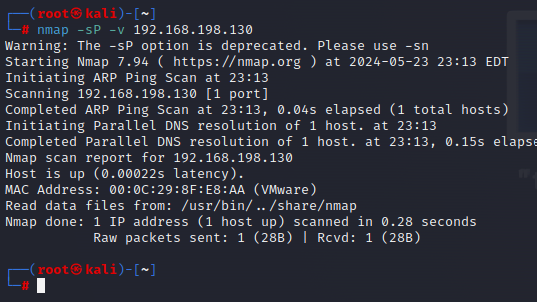 ┌──(root㉿kali)-[~]
└─# nmap -sP -v 192.168.198.130
Warning: The -sP option is deprecated. Please use -sn
Starting Nmap 7.94 ( https://nmap.org ) at 2024-05-23 23:13 EDT
Initiating ARP Ping Scan at 23:13
Scanning 192.168.198.130 [1 port]
Completed ARP Ping Scan at 23:13, 0.04s elapsed (1 total hosts)
Initiating Parallel DNS resolution of 1 host. at 23:13
Completed Parallel DNS resolution of 1 host. at 23:13, 0.15s elapse
Nmap scan report for 192.168.198.130
Host is up (0.00022s latency).
MAC Address: 00:0C:29:8F:E8:AA (VMware)
Read data files from: /usr/bin/../share/nmap
Nmap done: 1 IP address (1 host up) scanned in 0.28 seconds
           Raw packets sent: 1 (28B) | Rcvd: 1 (28B)
┌──(root㉿kali)-[~]
└─#